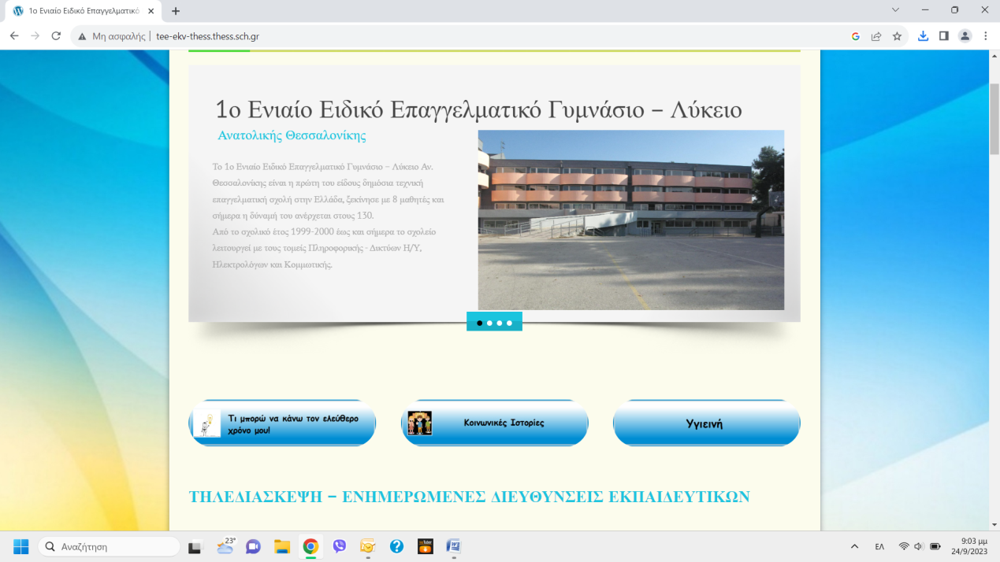 1ο Ενιαίο Ειδικό Επαγγελματικό
Μη ασφαλής
tee-ekv-thess.thess.sch.gr
1ο Ενιαίο Ειδικό Επαγγελματικό Γυμνάσιο – Λύκειο
Ανατολικής Θεσσαλονίκης
Το 1ο Ενιαίο Ειδικό Επαγγελματικό Γυμνάσιο – Λύκειο Αν.
Θεσσαλονίκης είναι η πρώτη του είδους δημόσια τεχνική
επαγγελματική σχολή στην Ελλάδα, ξεκίνησε με 8 μαθητές και
σήμερα η δύναμή του ανέρχεται στους 130.
Από το σχολικό έτος 1999-2000 έως και σήμερα το σχολείο
λειτουργεί με τους τομείς Πληροφορικής - Δικτύων Η/Υ,
Ηλεκτρολόγων και Κομμωτικής.
Τι μπορώ να κάνω τον ελεύθερο
χρόνο μου!
Κοινωνικές Ιστορίες
Υγιεινή
ΤΗΛΕΔΙΑΣΚΕΨΗ – ΕΝΗΜΕΡΩΜΕΝΕΣ ΔΙΕΥΘΥΝΣΕΙΣ ΕΚΠΑΙΔΕΥΤΙΚΩΝ
Αναζήτηση
23°
ΕΛ
9:03 μμ
24/9/2023